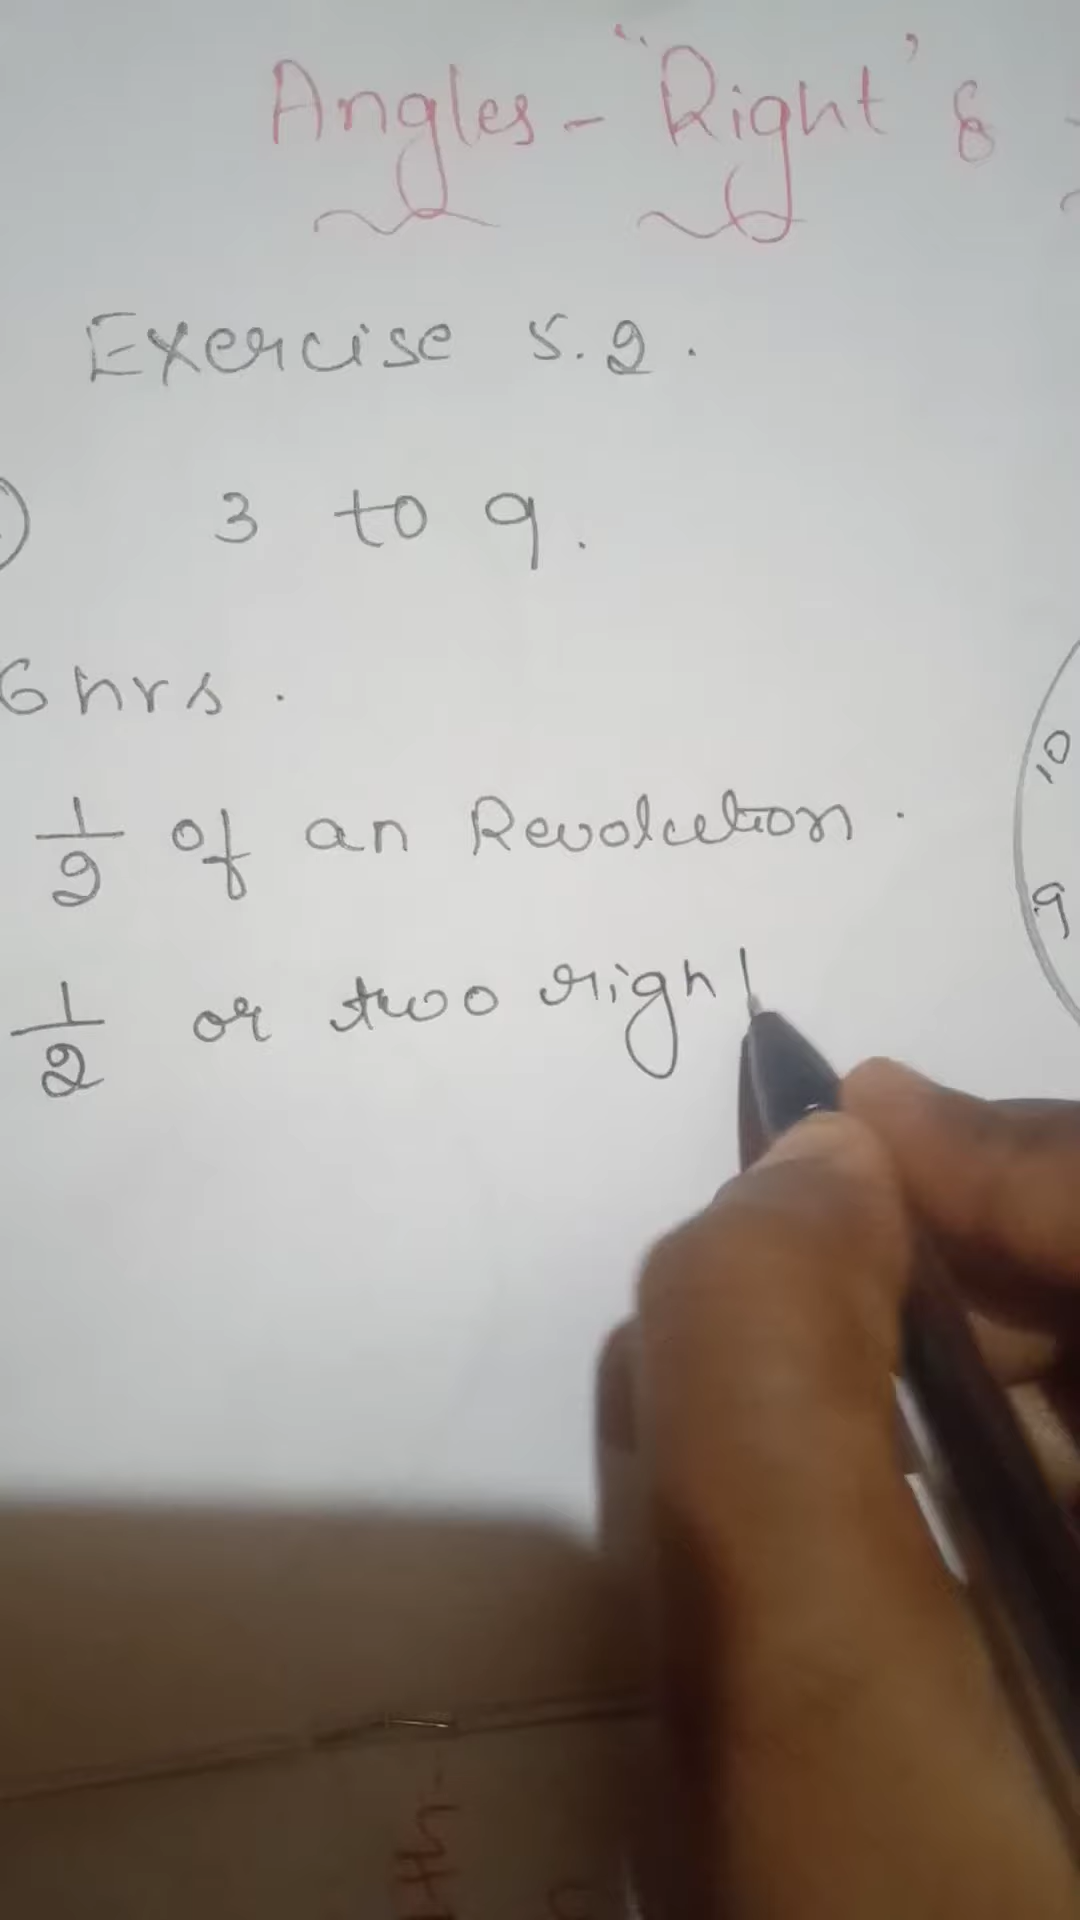 Angles - "Right' &
Exercise 5.2.
3 to 9.
6 hrs.
1/2 of an Revolution.
1/2 or two righ
10
9